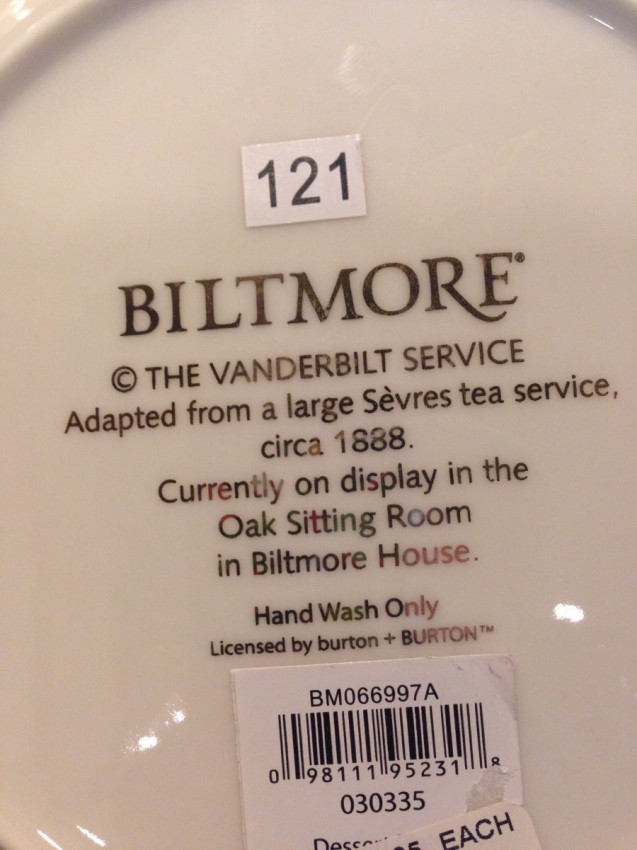 121
BILTMORE®
© THE VANDERBILT SERVICE
Adapted from a large Sèvres tea service,
circa 1888.
Currently on display in the
Oak Sitting Room
in Biltmore House.
Hand Wash Only
Licensed by burton + BURTON™
BM066997A
0 98111 95231 8
030335
EACH